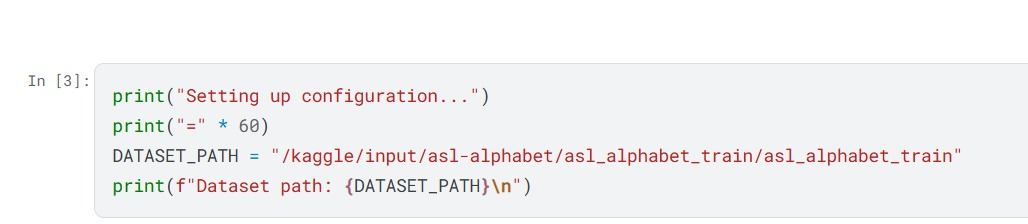 In [3]:
print("Setting up configuration...")
print("=" * 60)
DATASET_PATH = "/kaggle/input/asl-alphabet/asl_alphabet_train/asl_alphabet_train"
print(f"Dataset path: {DATASET_PATH}\n")